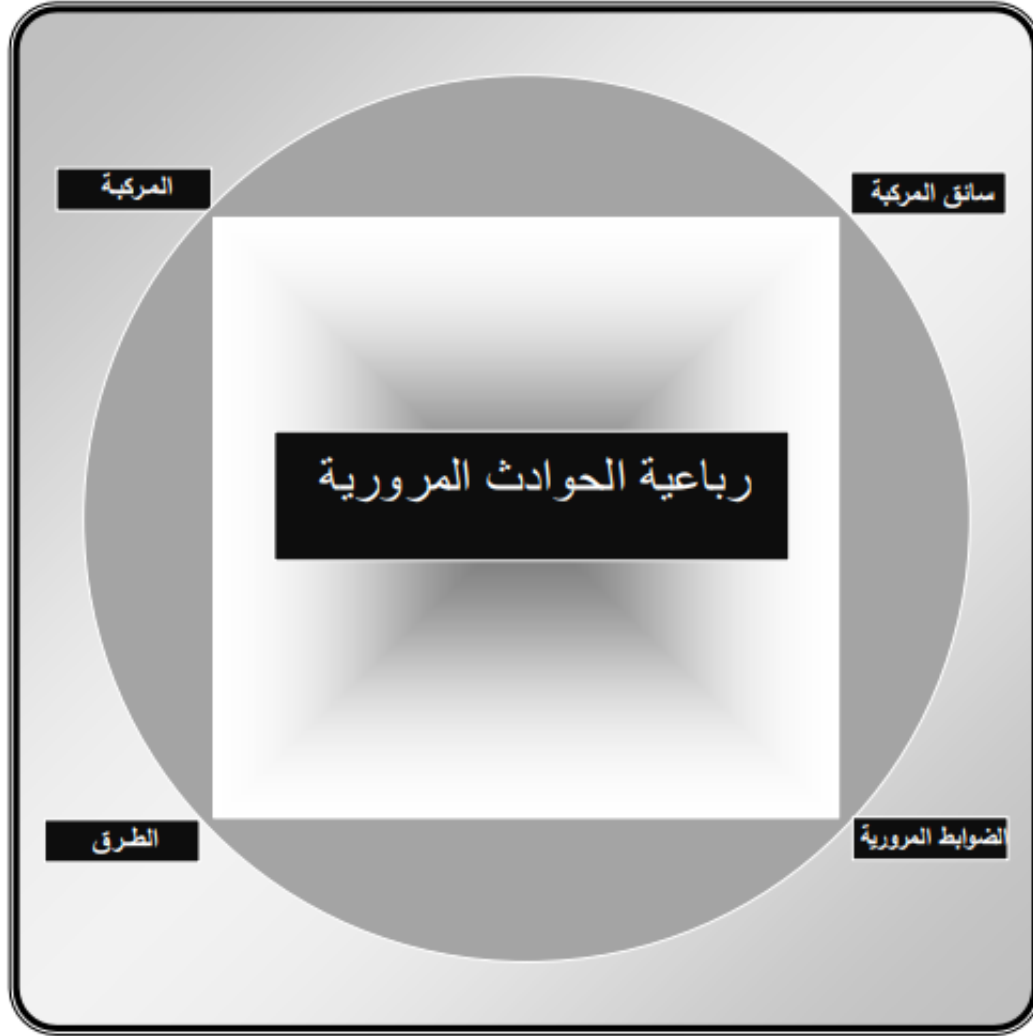 سائق المركبة
المركبة
رباعية الحوادث المرورية
الضوابط المرورية
الطرق